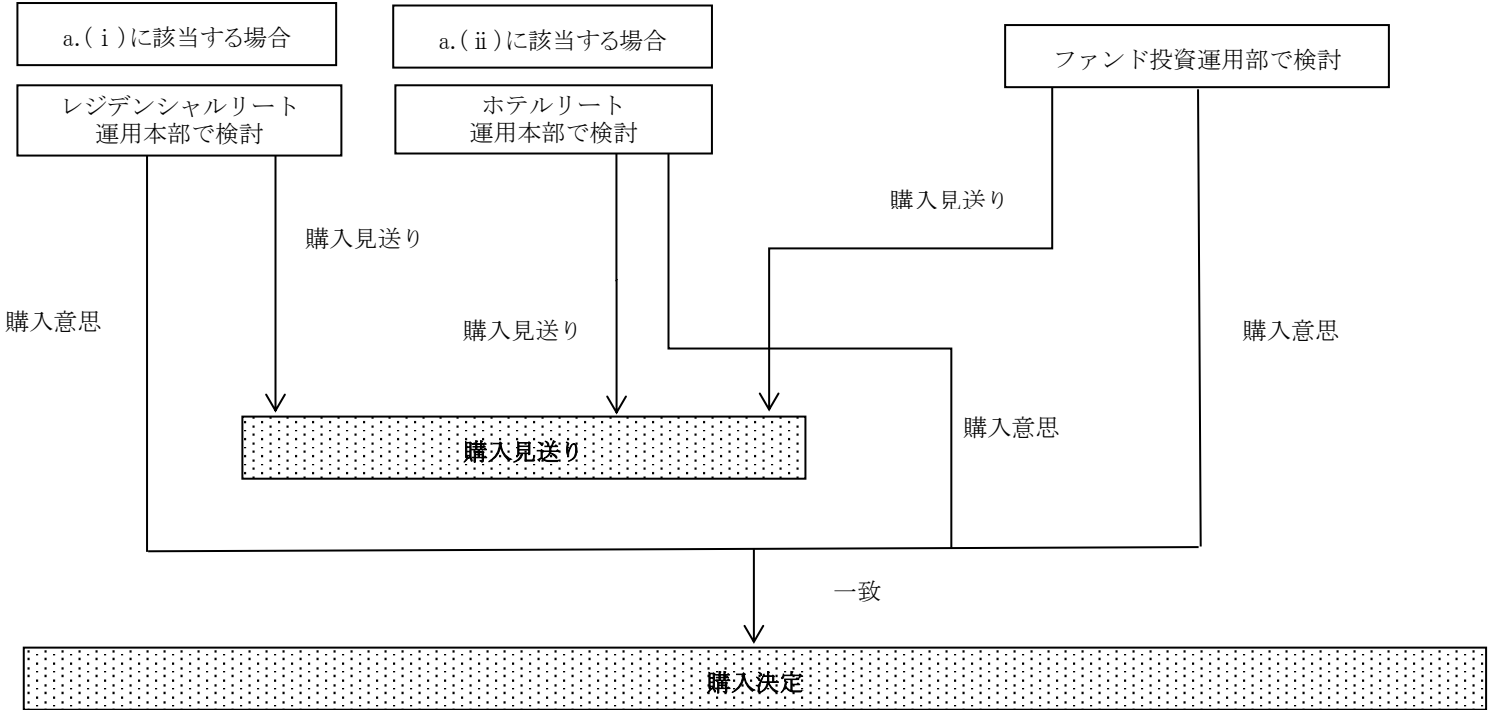 a.(ⅰ)に該当する場合
a.(ⅱ)に該当する場合
ファンド投資運用部で検討
レジデンシャルリート
運用本部で検討
ホテルリート
運用本部で検討
購入見送り
購入見送り
購入意思
購入見送り
購入意思
購入意思
購入見送り
一致
購入決定